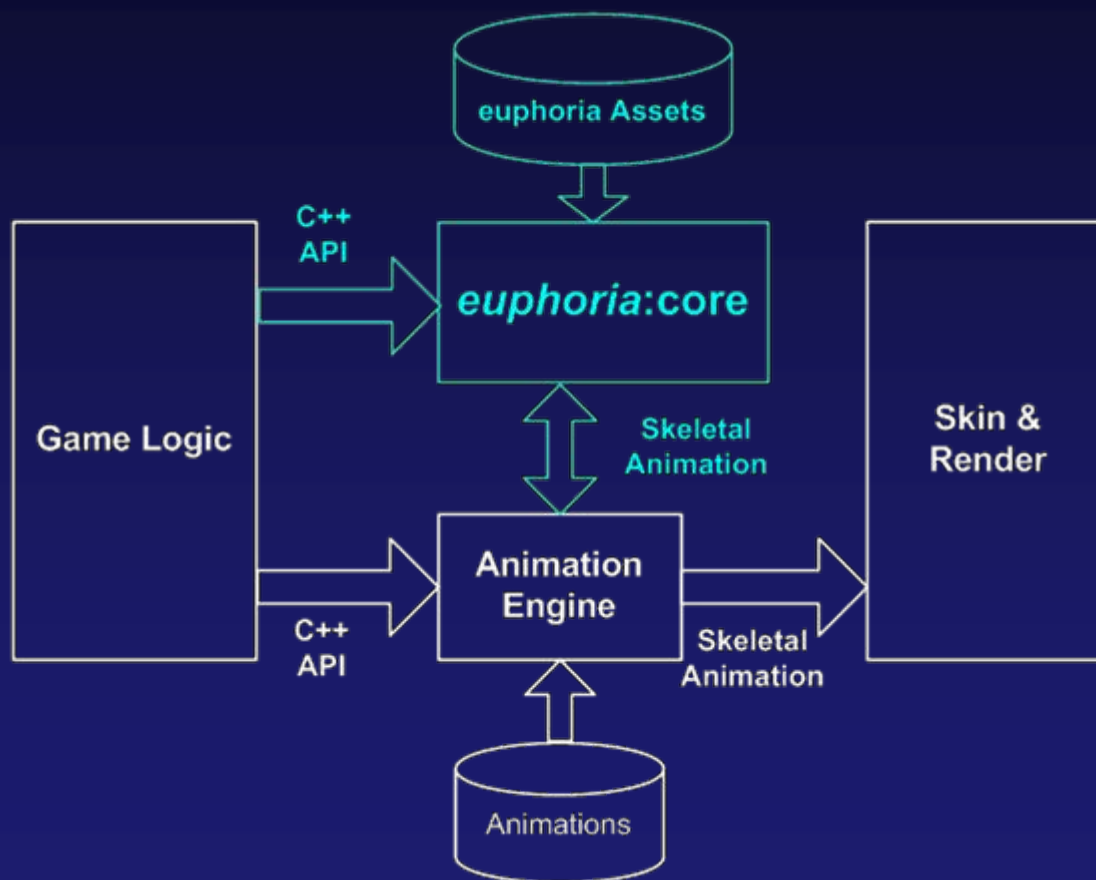 euphoria Assets
C++
API
euphoria:core
Game Logic
Skeletal
Animation
Skin &
Render
Animation
Engine
C++
API
Skeletal
Animation
Animations